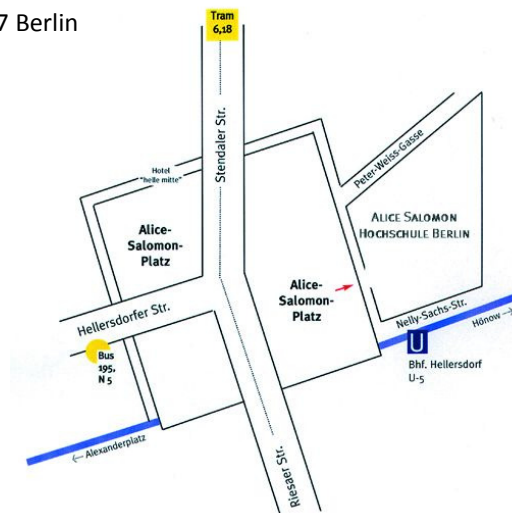 7 Berlin
Tram
6,18
Stendaler Str.
Peter-Weiss-Gasse
Hotel
"helle mitte"
Alice-
Salomon-
Platz
ALICE SALOMON
HOCHSCHULE BERLIN
Alice-
Salomon-
Platz
Hellersdorfer Str.
Nelly-Sachs-Str.
Hönow
Bus
195,
N 5
U
Bhf. Hellersdorf
U-5
Alexanderplatz
Riesaer Str.